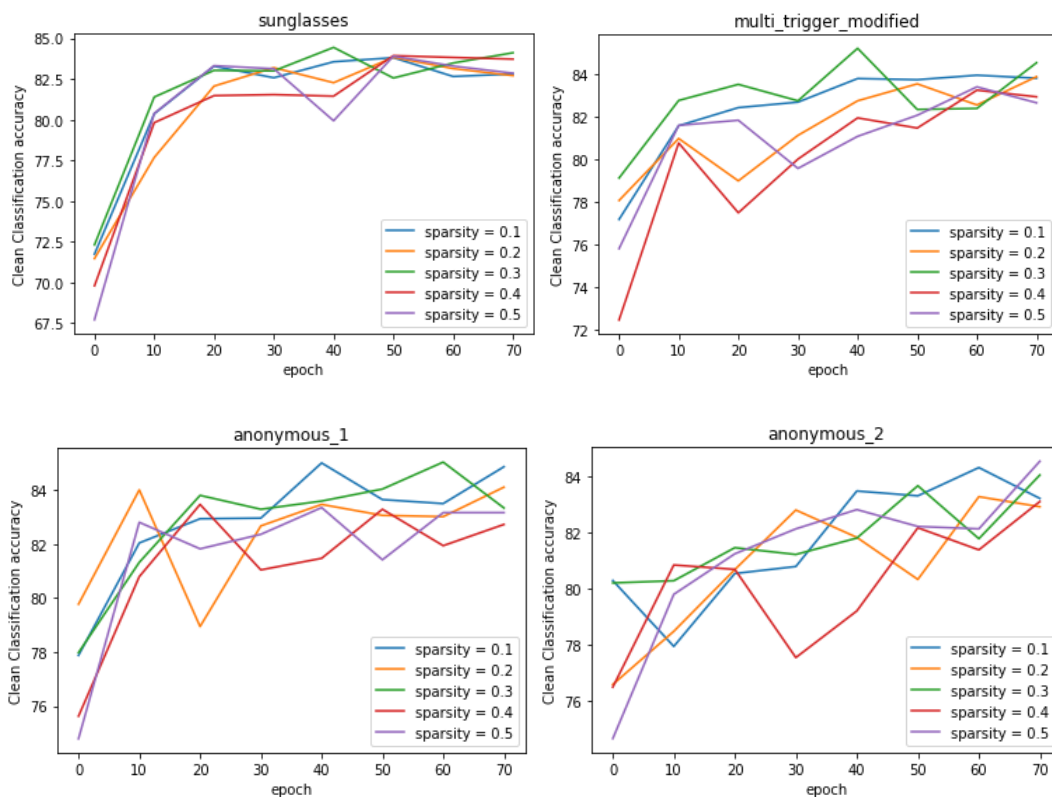 sunglasses
Clean Classification accuracy
85.0
82.5
80.0
77.5
75.0
72.5
70.0
67.5
sparsity = 0.1
sparsity = 0.2
sparsity = 0.3
sparsity = 0.4
sparsity = 0.5
0 10 20 30 40 50 60 70
epoch
multi_trigger_modified
Clean Classification accuracy
84
82
80
78
76
74
72
sparsity = 0.1
sparsity = 0.2
sparsity = 0.3
sparsity = 0.4
sparsity = 0.5
0 10 20 30 40 50 60 70
epoch
anonymous_1
Clean Classification accuracy
84
82
80
78
76
sparsity = 0.1
sparsity = 0.2
sparsity = 0.3
sparsity = 0.4
sparsity = 0.5
0 10 20 30 40 50 60 70
epoch
anonymous_2
Clean Classification accuracy
84
82
80
78
76
sparsity = 0.1
sparsity = 0.2
sparsity = 0.3
sparsity = 0.4
sparsity = 0.5
0 10 20 30 40 50 60 70
epoch